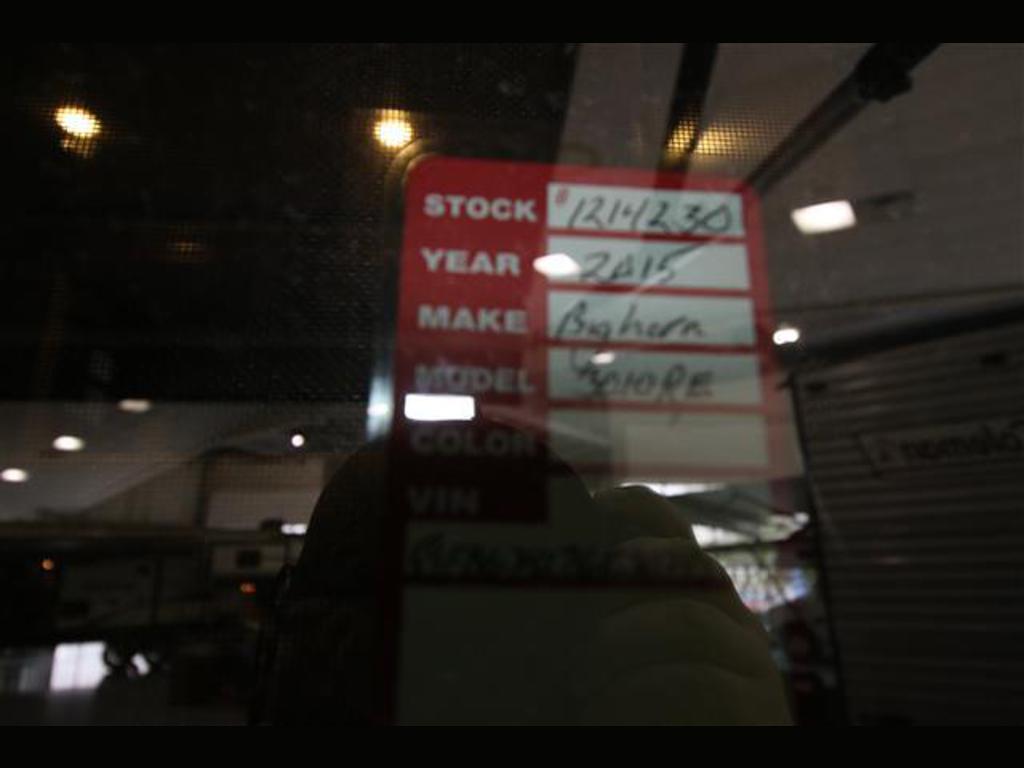 STOCK #1214230
YEAR 2015
MAKE Bighorn
MODEL 3010RE
COLOR
VIN